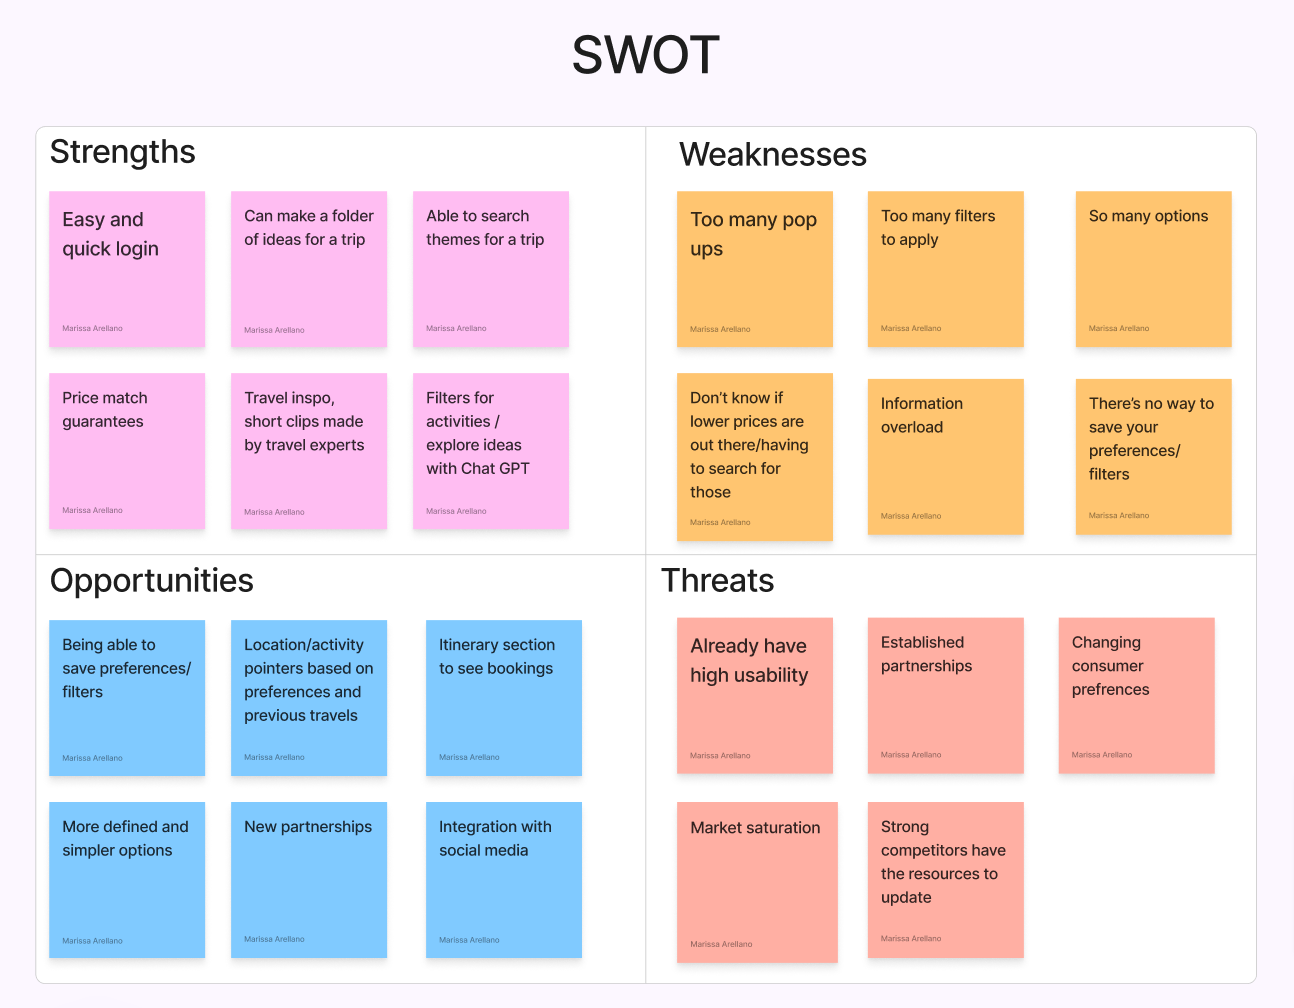 SWOT
Strengths
Easy and
quick login
Marissa Arellano
Can make a folder
of ideas for a trip
Marissa Arellano
Able to search
themes for a trip
Marissa Arellano
Price match
guarantees
Marissa Arellano
Travel inspo,
short clips made
by travel experts
Marissa Arellano
Filters for
activities /
explore ideas
with Chat GPT
Marissa Arellano
Weaknesses
Too many pop
ups
Marissa Arellano
Too many filters
to apply
Marissa Arellano
So many options
Marissa Arellano
Don’t know if
lower prices are
out there/having
to search for
those
Marissa Arellano
Information
overload
Marissa Arellano
There’s no way to
save your
preferences/
filters
Marissa Arellano
Opportunities
Being able to
save preferences/
filters
Marissa Arellano
Location/activity
pointers based on
preferences and
previous travels
Marissa Arellano
Itinerary section
to see bookings
Marissa Arellano
More defined and
simpler options
Marissa Arellano
New partnerships
Marissa Arellano
Integration with
social media
Marissa Arellano
Threats
Already have
high usability
Marissa Arellano
Established
partnerships
Marissa Arellano
Changing
consumer
prefrences
Marissa Arellano
Market saturation
Marissa Arellano
Strong
competitors have
the resources to
update
Marissa Arellano